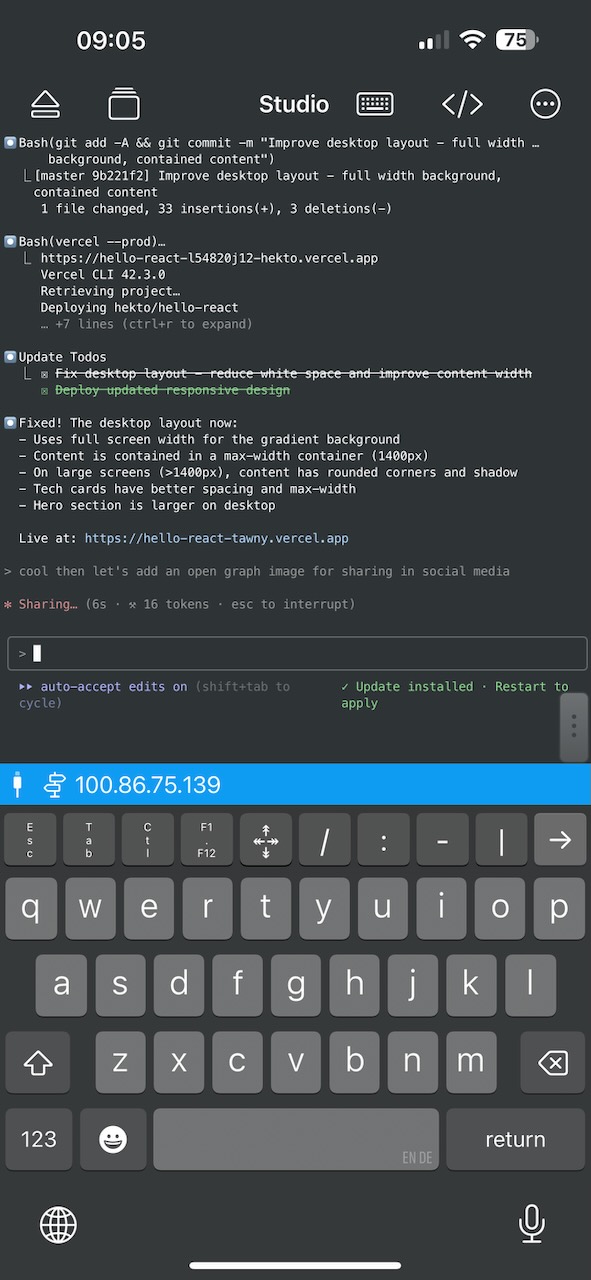 09:05 75
Studio </>
Bash(git add -A && git commit -m "Improve desktop layout - full width …
background, contained content")
[master 9b221f2] Improve desktop layout - full width background,
contained content
1 file changed, 33 insertions(+), 3 deletions(-)
Bash(vercel --prod)…
https://hello-react-l54820j12-hekto.vercel.app
Vercel CLI 42.3.0
Retrieving project…
Deploying hekto/hello-react
… +7 lines (ctrl+r to expand)
Update Todos
☒ Fix desktop layout - reduce white space and improve content width
☒ Deploy updated responsive design
Fixed! The desktop layout now:
- Uses full screen width for the gradient background
- Content is contained in a max-width container (1400px)
- On large screens (>1400px), content has rounded corners and shadow
- Tech cards have better spacing and max-width
- Hero section is larger on desktop
Live at: https://hello-react-tawny.vercel.app
> cool then let's add an open graph image for sharing in social media
✻ Sharing… (6s · ⚒ 16 tokens · esc to interrupt)
>
⏵⏵ auto-accept edits on (shift+tab to
cycle)
✓ Update installed · Restart to
apply
100.86.75.139
Esc Tab Ctl F1 . F12 / : - | →
q w e r t y u i o p
a s d f g h j k l
z x c v b n m
123 EN DE return